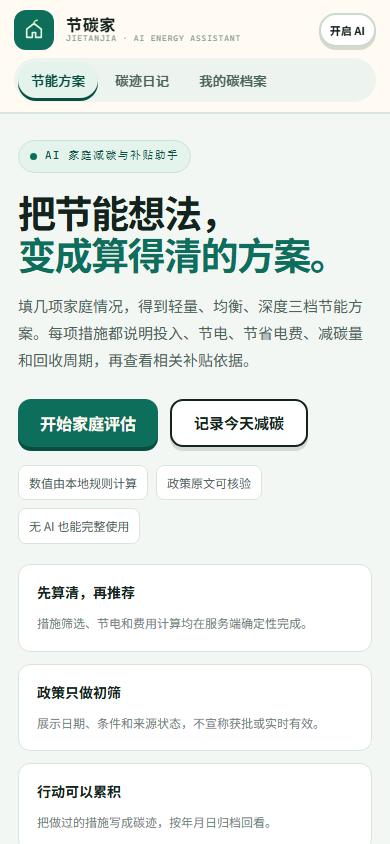 节碳家
JIETANJIA · AI ENERGY ASSISTANT
开启 AI
节能方案
碳迹日记
我的碳档案
AI 家庭减碳与补贴助手
把节能想法，
变成算得清的方案。
填几项家庭情况，得到轻量、均衡、深度三档节能方
案。每项措施都说明投入、节电、节省电费、减碳量
和回收周期，再查看相关补贴依据。
开始家庭评估
记录今天减碳
数值由本地规则计算
政策原文可核验
无 AI 也能完整使用
先算清，再推荐
措施筛选、节电和费用计算均在服务端确定性完成。
政策只做初筛
展示日期、条件和来源状态，不宣称获批或实时有效。
行动可以累积
把做过的措施写成碳迹，按年月日归档回看。